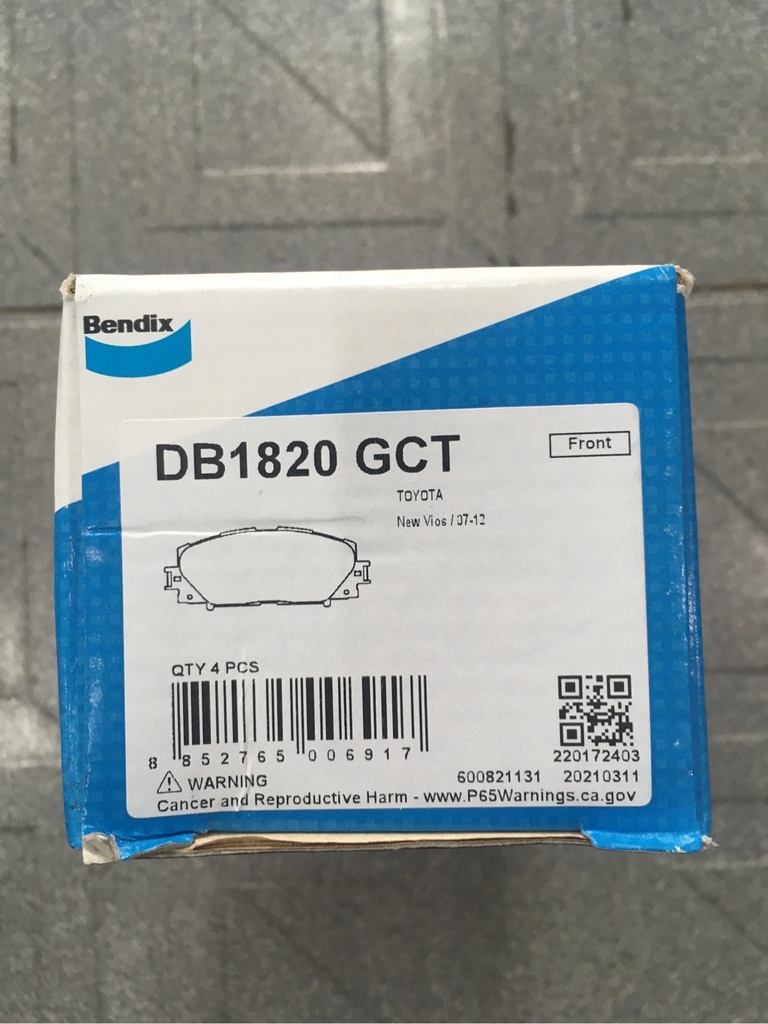 Bendix
DB1820 GCT
Front
TOYOTA
New Vios / 07-12
QTY 4 PCS
8 852765 006917
220172403
WARNING
600821131 20210311
Cancer and Reproductive Harm - www.P65Warnings.ca.gov